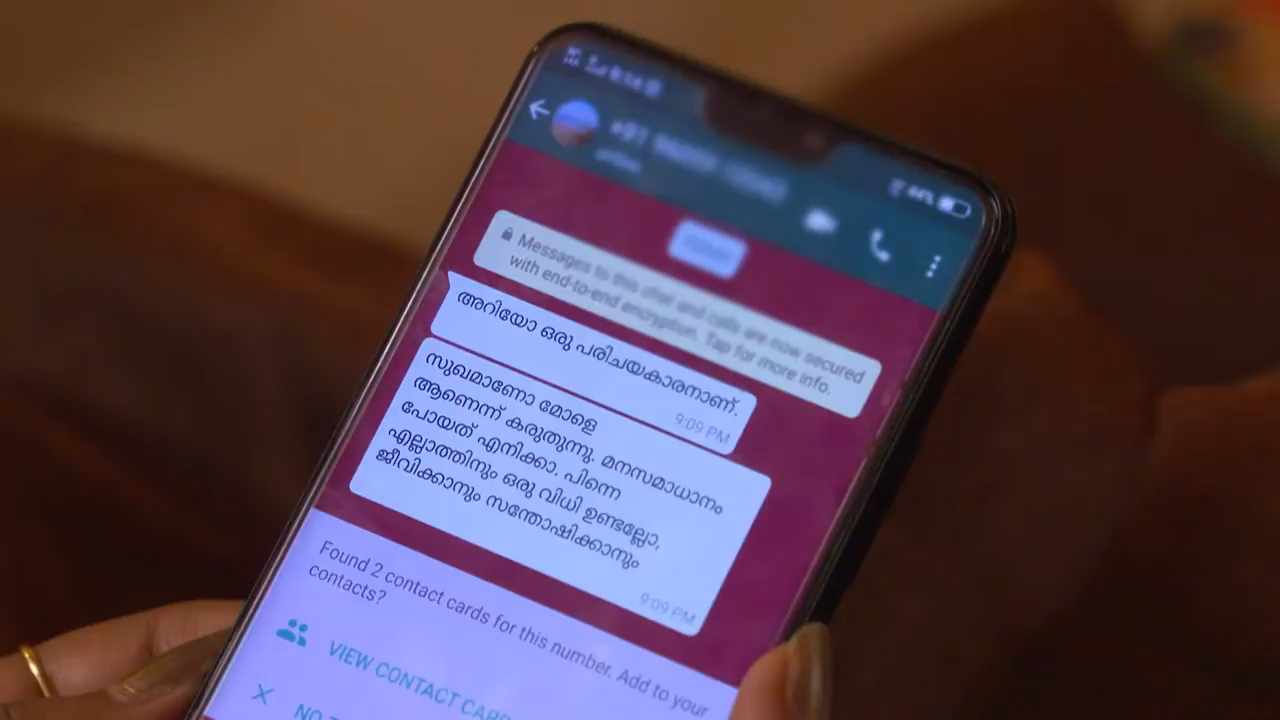 Messages to this chat and calls are now secured
with end-to-end encryption. Tap for more info.
അറിയോ ഒരു പരിചയകാരനാണ്.
9:09 PM
സുഖമാണോ മോളെ
ആണെന്ന് കരുതുന്നു. മനസമാധാനം
പോയത് എനിക്കാ. പിന്നെ
എല്ലാത്തിനും ഒരു വിധി ഉണ്ടല്ലോ,
ജീവിക്കാനും സന്തോഷിക്കാനും
9:09 PM
Found 2 contact cards for this number. Add to your
contacts?
VIEW CONTACT CARD